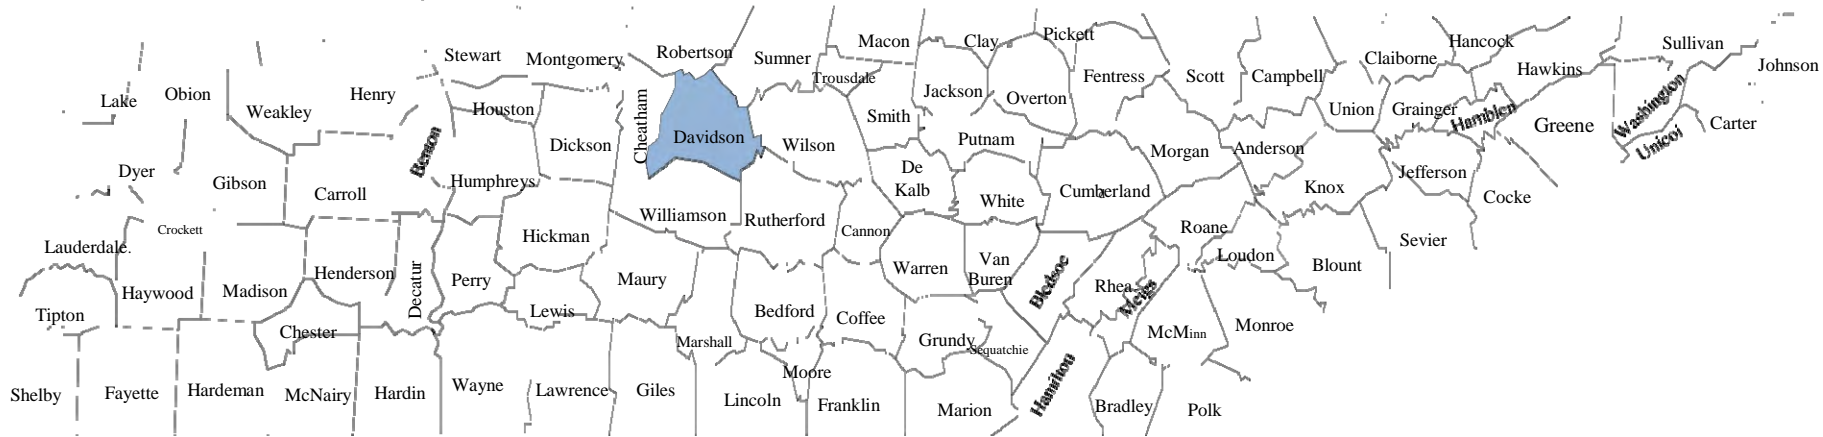 Pickett
Hancock
Macon
Clay
Sullivan
Robertson
Stewart
Montgomery
Sumner
Claiborne
Johnson
Trousdale
Fentress
Scott
Campbell
Hawkins
Lake
Obion
Henry
Jackson
Overton
Weakley
Houston
Smith
Union
Grainger
Hamblen
Washington
Greene
Carter
Unicoi
Cheatham
Davidson
Dickson
Wilson
Putnam
Morgan
Anderson
Benton
Dyer
Gibson
Carroll
Humphreys
De
Kalb
White
Cumberland
Knox
Jefferson
Cocke
Crockett
Williamson
Rutherford
Cannon
Roane
Lauderdale.
Hickman
Sevier
Loudon
Haywood
Madison
Henderson
Decatur
Perry
Maury
Warren
Van
Buren
Bledsoe
Rhea
Meigs
Blount
Tipton
Chester
Lewis
Bedford
Coffee
Grundy
Sequatchie
McMinn
Monroe
Marshall
Moore
Shelby
Fayette
Hardeman
McNairy
Hardin
Wayne
Lawrence
Giles
Lincoln
Franklin
Marion
Hamilton
Bradley
Polk